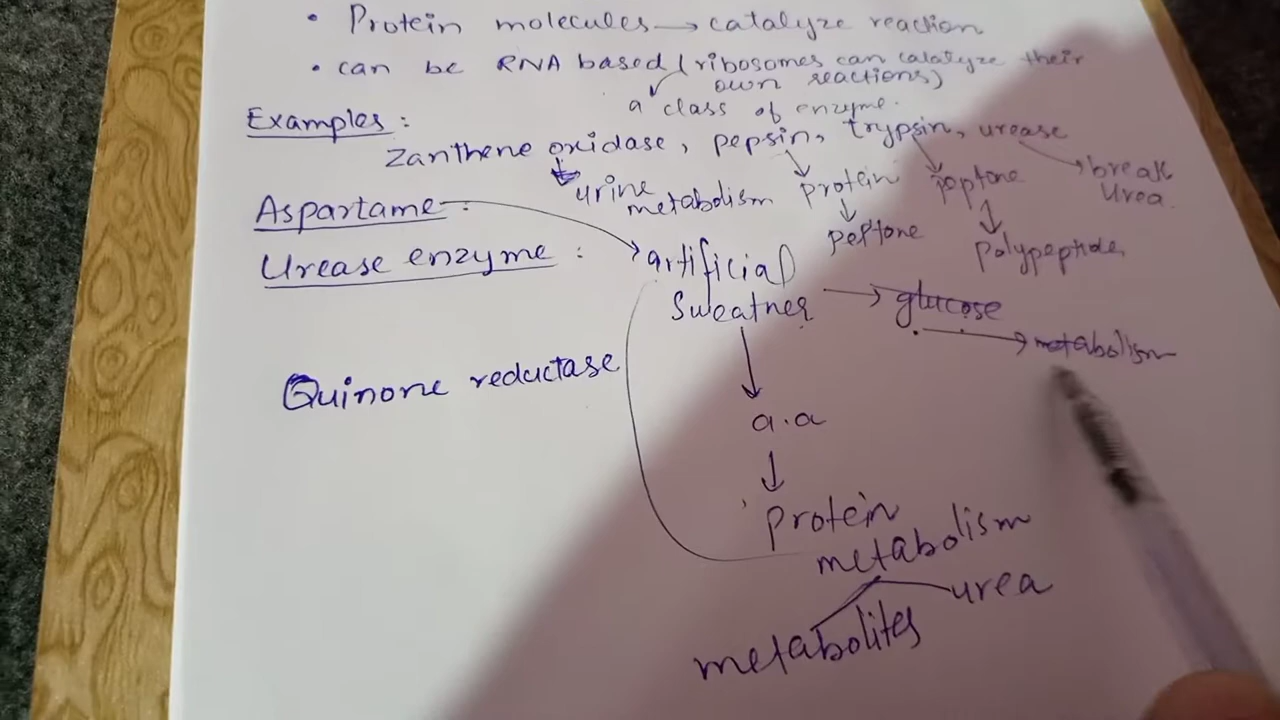 • Protein molecules → catalyze reaction
• can be RNA based (ribosomes can catalyze their
own reactions)
a class of enzyme.
Examples:
Zanthene oxidase, pepsin, trypsin, urease
urine
metabolism
protein
peptone
break
Urea.
peptone
polypeptide
Aspartame :
Urease enzyme :
artificial
Sweatner → glucose
metabolism
Quinone reductase
a.a
Protein
metabolism
urea
metabolites